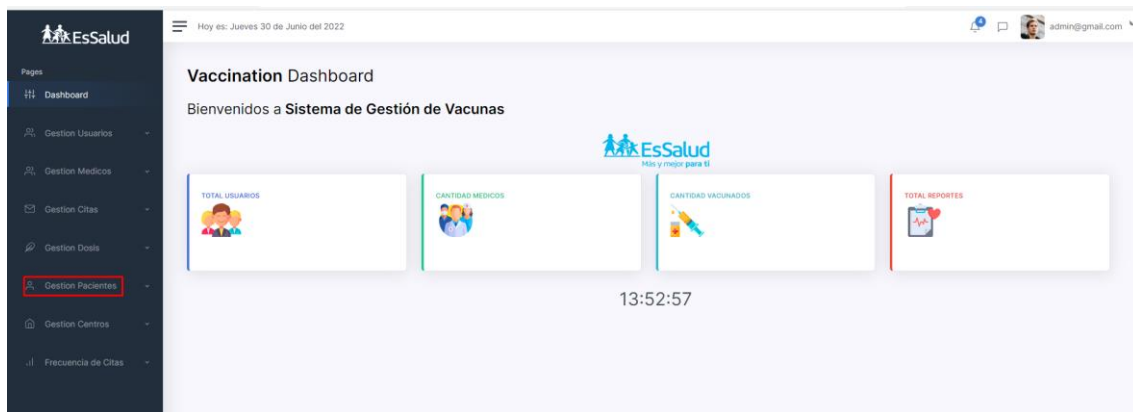 EsSalud
Hoy es: Jueves 30 de Junio del 2022
4
admin@gmail.com
Pages
Dashboard
Gestion Usuarios
Gestion Medicos
Gestion Citas
Gestion Dosis
Gestion Pacientes
Gestion Centros
Frecuencia de Citas
Vaccination Dashboard
Bienvenidos a Sistema de Gestión de Vacunas
EsSalud
Más y mejor para ti
TOTAL USUARIOS
CANTIDAD MEDICOS
CANTIDAD VACUNADOS
TOTAL REPORTES
13:52:57